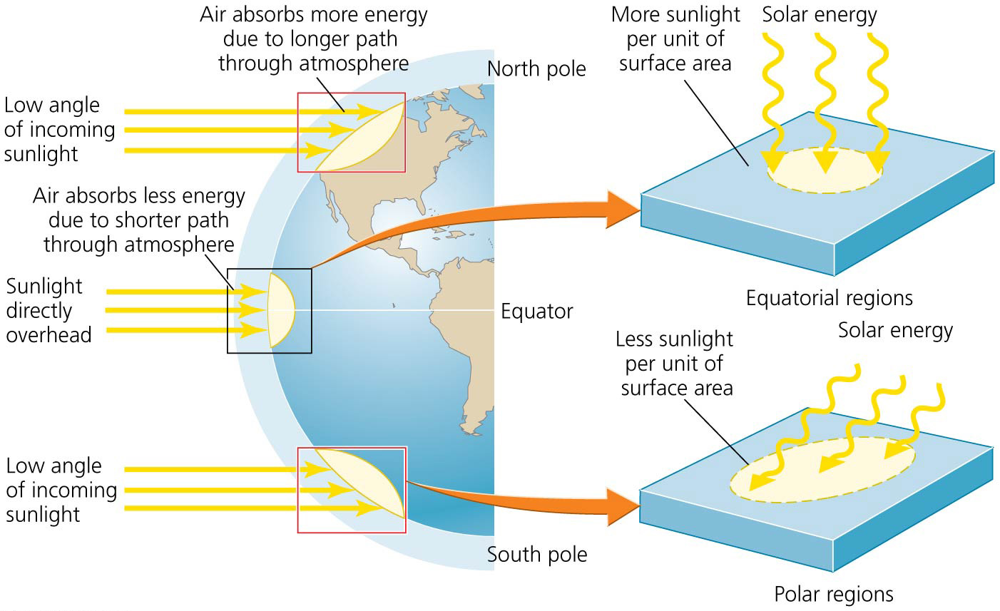 Air absorbs more energy
due to longer path
through atmosphere
North pole
Low angle
of incoming
sunlight
Air absorbs less energy
due to shorter path
through atmosphere
Sunlight
directly
overhead
Equator
Low angle
of incoming
sunlight
South pole
More sunlight
per unit of
surface area
Solar energy
Equatorial regions
Solar energy
Less sunlight
per unit of
surface area
Polar regions